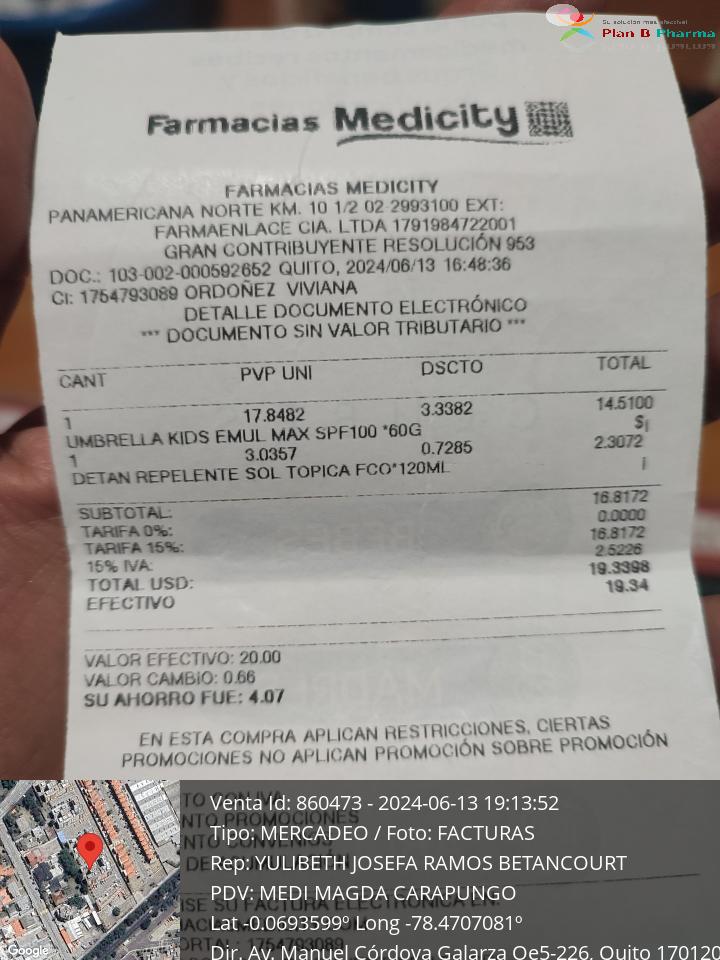 Su solución más efectiva!
Plan B Pharma
Farmacias Medicity
FARMACIAS MEDICITY
PANAMERICANA NORTE KM. 10 1/2 02-2993100 EXT:
FARMAENLACE CIA. LTDA 1791984722001
GRAN CONTRIBUYENTE RESOLUCIÓN 953
DOC.: 103-002-000592652 QUITO, 2024/06/13 16:48:36
CI: 1754793089 ORDOÑEZ VIVIANA
DETALLE DOCUMENTO ELECTRÓNICO
*** DOCUMENTO SIN VALOR TRIBUTARIO ***
CANT PVP UNI DSCTO TOTAL
1 17.8482 3.3382 14.5100
UMBRELLA KIDS EMUL MAX SPF100 *60G Si
1 3.0357 0.7285 2.3072
DETAN REPELENTE SOL TOPICA FCO*120ML i
SUBTOTAL: 16.8172
TARIFA 0%: 0.0000
TARIFA 15%: 16.8172
15% IVA: 2.5226
TOTAL USD: 19.3398
EFECTIVO 19.34
VALOR EFECTIVO: 20.00
VALOR CAMBIO: 0.66
SU AHORRO FUE: 4.07
EN ESTA COMPRA APLICAN RESTRICCIONES, CIERTAS
PROMOCIONES NO APLICAN PROMOCIÓN SOBRE PROMOCIÓN
Venta Id: 860473 - 2024-06-13 19:13:52
Tipo: MERCADEO / Foto: FACTURAS
Rep: YULIBETH JOSEFA RAMOS BETANCOURT
PDV: MEDI MAGDA CARAPUNGO
Lat -0.0693599º Long -78.4707081º
Dir. Av. Manuel Córdova Galarza Oe5-226, Quito 170120
Google